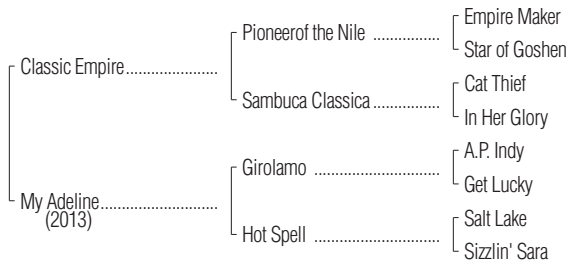 Empire Maker
Pioneerof the Nile ................
Star of Goshen
Classic Empire......................
Cat Thief
Sambuca Classica ................
In Her Glory
A.P. Indy
Girolamo ..............................
Get Lucky
My Adeline............................
(2013)
Salt Lake
Hot Spell ..............................
Sizzlin' Sara